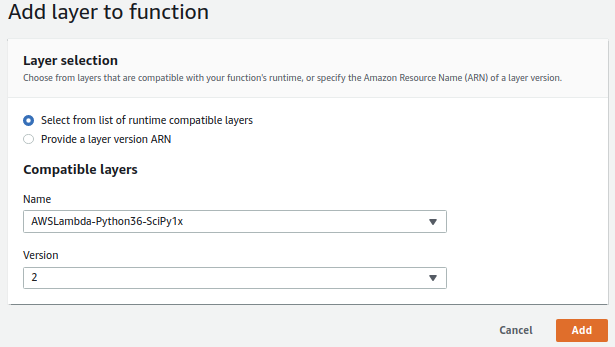 Add layer to function
Layer selection
Choose from layers that are compatible with your function's runtime, or specify the Amazon Resource Name (ARN) of a layer version.
Select from list of runtime compatible layers
Provide a layer version ARN
Compatible layers
Name
AWSLambda-Python36-SciPy1x
Version
2
Cancel Add